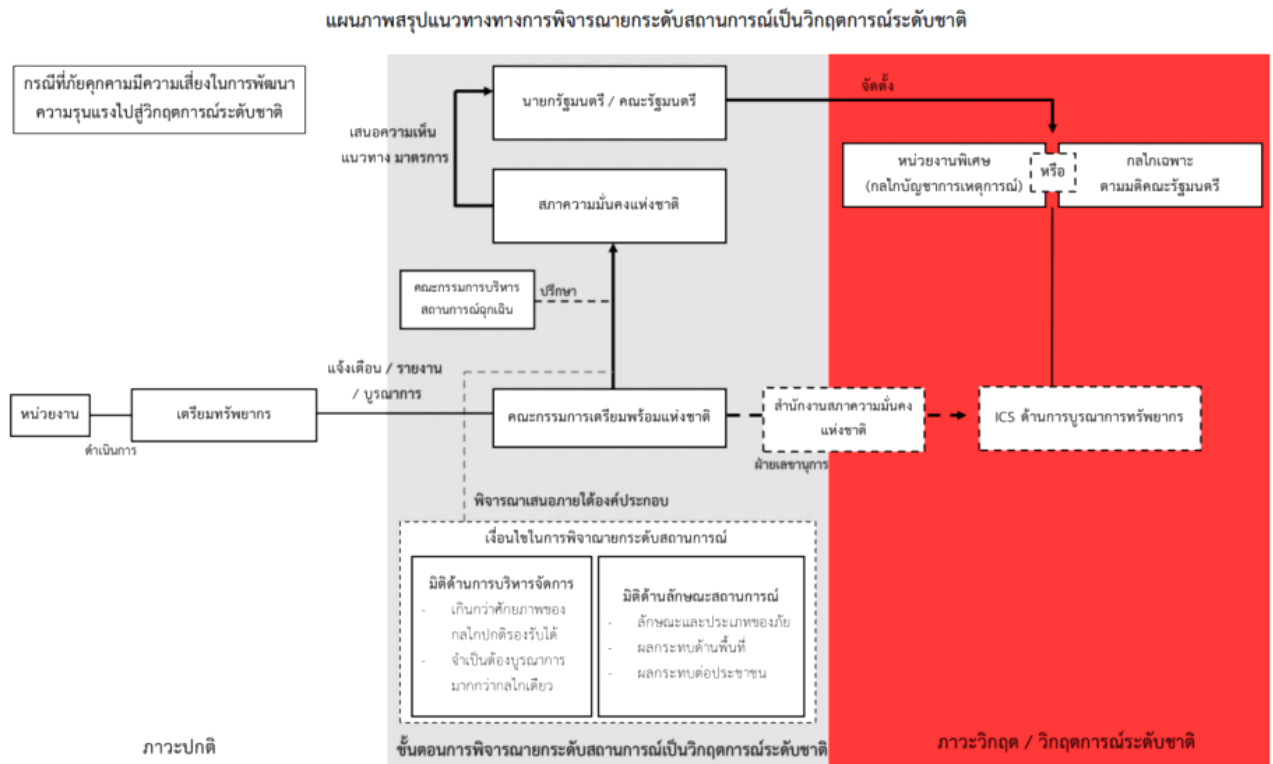 แผนภาพสรุปแนวทางทางการพิจารณายกระดับสถานการณ์เป็นวิกฤตการณ์ระดับชาติ
กรณีที่ภัยคุกคามมีความเสี่ยงในการพัฒนา
ความรุนแรงไปสู่วิกฤตการณ์ระดับชาติ
นายกรัฐมนตรี / คณะรัฐมนตรี
จัดตั้ง
เสนอความเห็น
แนวทาง มาตรการ
หน่วยงานพิเศษ
(กลไกบัญชาการเหตุการณ์)
หรือ
กลไกเฉพาะ
ตามมติคณะรัฐมนตรี
สภาความมั่นคงแห่งชาติ
คณะกรรมการบริหาร
สถานการณ์ฉุกเฉิน
ปรึกษา
แจ้งเตือน / รายงาน
/ บูรณาการ
หน่วยงาน
ดำเนินการ
เตรียมทรัพยากร
คณะกรรมการเตรียมพร้อมแห่งชาติ
สำนักงานสภาความมั่นคง
แห่งชาติ
ฝ่ายเลขานุการ
ICS ด้านการบูรณาการทรัพยากร
พิจารณาเสนอภายใต้องค์ประกอบ
เงื่อนไขในการพิจาณายกระดับสถานการณ์
มิติด้านการบริหารจัดการ
- เกินกว่าศักยภาพของ
กลไกปกติรองรับได้
- จำเป็นต้องบูรณาการ
มากกว่ากลไกเดียว
มิติด้านลักษณะสถานการณ์
- ลักษณะและประเภทของภัย
- ผลกระทบด้านพื้นที่
- ผลกระทบต่อประชาชน
ภาวะปกติ
ขั้นตอนการพิจารณายกระดับสถานการณ์เป็นวิกฤตการณ์ระดับชาติ
ภาวะวิกฤต / วิกฤตการณ์ระดับชาติ